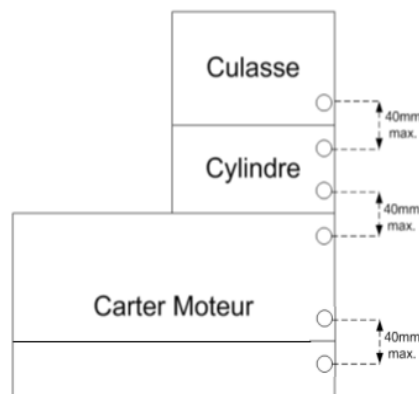 Culasse
40mm
max.
Cylindre
40mm
max.
Carter Moteur
40mm
max.